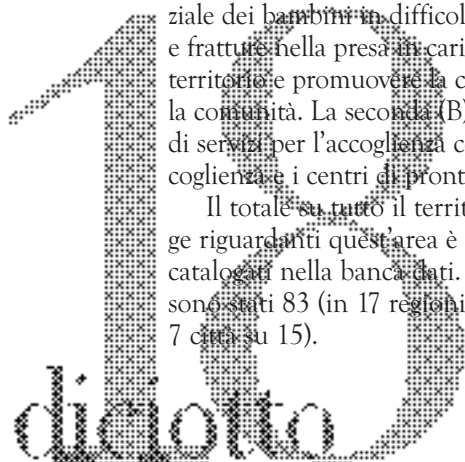 ziale dei bambini in difficol
e fratture nella presa in cari
territorio e promuovere la c
la comunità. La seconda (B)
di servizi per l'accoglienza c
coglienza e i centri di pront
Il totale su tutto il territ
ge riguardanti quest'area è
catalogati nella banca dati.
sono stati 83 (in 17 regioni
7 città su 15).
18
diciotto